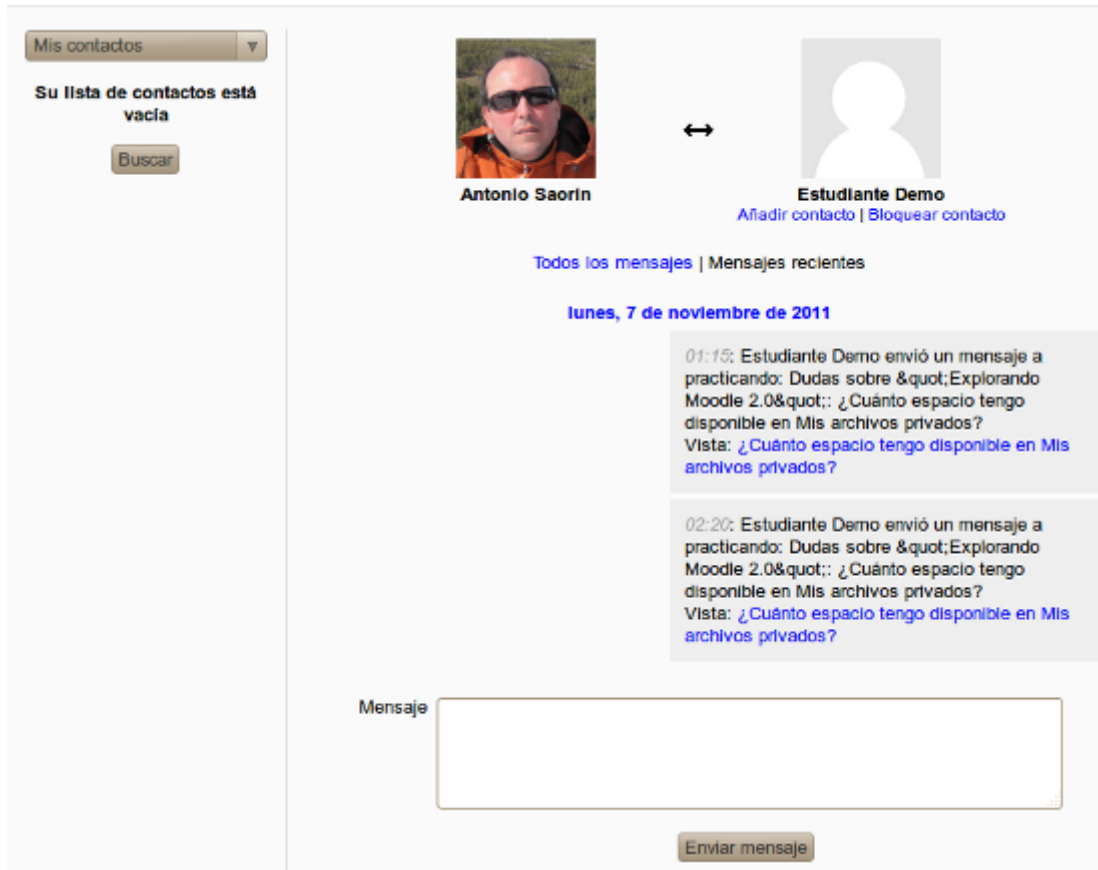 Mis contactos
Su lista de contactos está
vacía
Buscar
Antonio Saorín
Estudiante Demo
Añadir contacto | Bloquear contacto
Todos los mensajes | Mensajes recientes
lunes, 7 de noviembre de 2011
01:15: Estudiante Demo envió un mensaje a
practicando: Dudas sobre &quot;Explorando
Moodle 2.0&quot;: ¿Cuánto espacio tengo
disponible en Mis archivos privados?
Vista: ¿Cuánto espacio tengo disponible en Mis
archivos privados?
02:20: Estudiante Demo envió un mensaje a
practicando: Dudas sobre &quot;Explorando
Moodle 2.0&quot;: ¿Cuánto espacio tengo
disponible en Mis archivos privados?
Vista: ¿Cuánto espacio tengo disponible en Mis
archivos privados?
Mensaje
Enviar mensaje